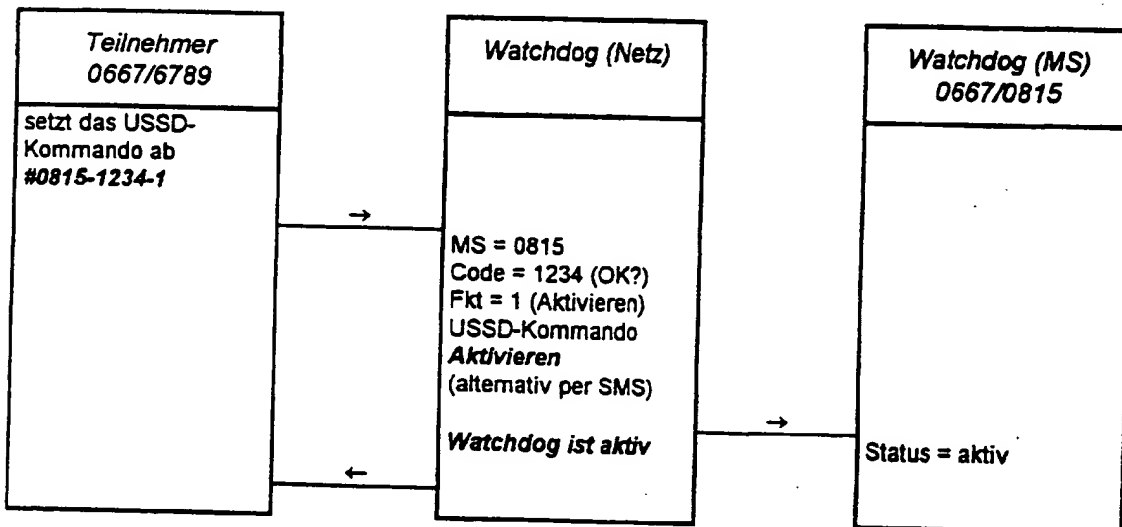 Teilnehmer
0667/6789
setzt das USSD-
Kommando ab
#0815-1234-1
→
←
Watchdog (Netz)
MS = 0815
Code = 1234 (OK?)
Fkt = 1 (Aktivieren)
USSD-Kommando
Aktivieren
(alternativ per SMS)
Watchdog ist aktiv
→
Watchdog (MS)
0667/0815
Status = aktiv